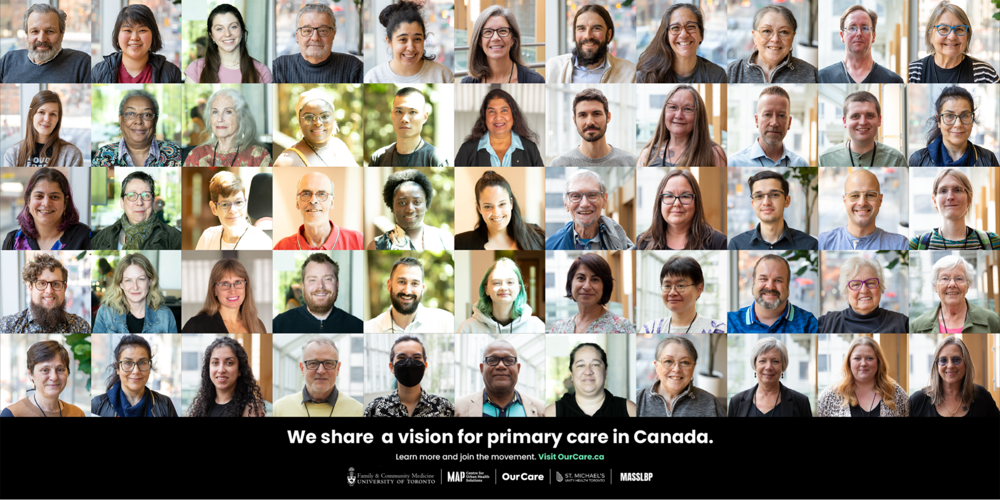 We share  a vision for primary care in Canada.
Learn more and join the movement. Visit OurCare.ca
Family & Community Medicine
UNIVERSITY OF TORONTO
MAP Centre for
Urban Health
Solutions
OurCare
ST. MICHAEL'S
UNITY HEALTH TORONTO
MASSLBP